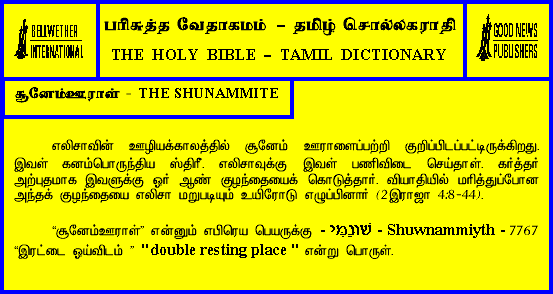 BELLWETHER
INTERNATIONAL
பரிசுத்த வேதாகமம் – தமிழ் சொல்லகராதி
THE HOLY BIBLE – TAMIL DICTIONARY
GOOD NEWS
PUBLISHERS
சூனேம்ஊராள் - THE SHUNAMMITE
எலிசாவின் ஊழியக்காலத்தில் சூனேம் ஊராளைப்பற்றி குறிப்பிடப்பட்டிருக்கிறது.
இவள் கனம்பொருந்திய ஸ்திரீ. எலிசாவுக்கு இவள் பணிவிடை செய்தாள். கர்த்தர்
அற்புதமாக இவளுக்கு ஓர் ஆண் குழந்தையைக் கொடுத்தார். வியாதியில் மரித்துப்போன
அந்தக் குழந்தையை எலிசா மறுபடியும் உயிரோடு எழுப்பினார் (2இராஜா 4:8-44).
“சூனேம்ஊராள்” என்னும் எபிரெய பெயருக்கு - שׁוּנַמִּי - Shuwnammiyth - 7767
“இரட்டை ஓய்விடம் ” "double resting place " என்று பொருள்.